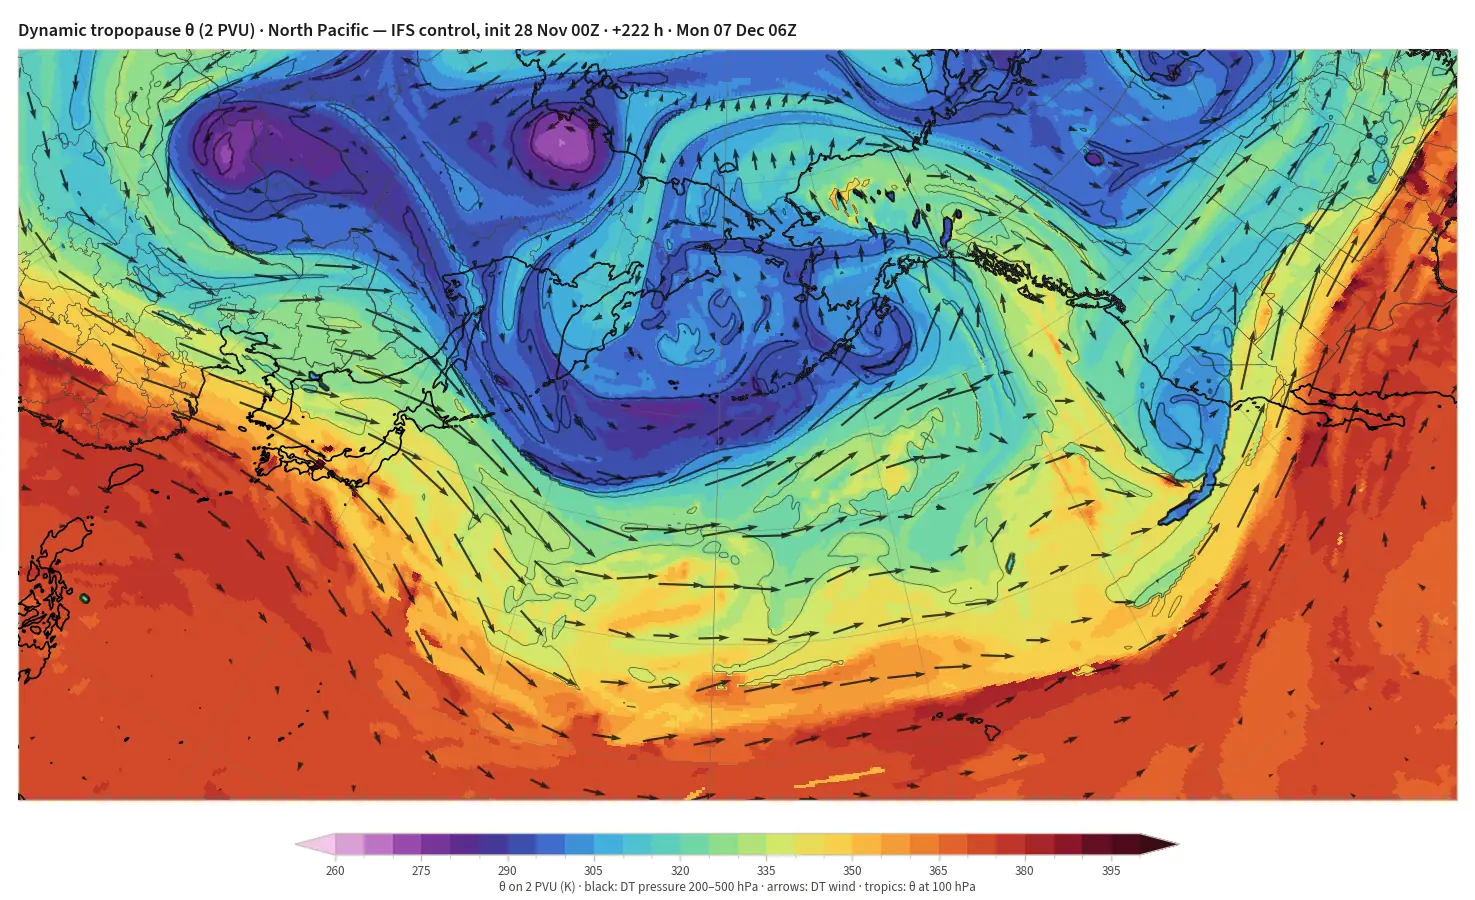 Dynamic tropopause θ (2 PVU) · North Pacific — IFS control, init 28 Nov 00Z · +222 h · Mon 07 Dec 06Z
260 275 290 305 320 335 350 365 380 395
θ on 2 PVU (K) · black: DT pressure 200–500 hPa · arrows: DT wind · tropics: θ at 100 hPa